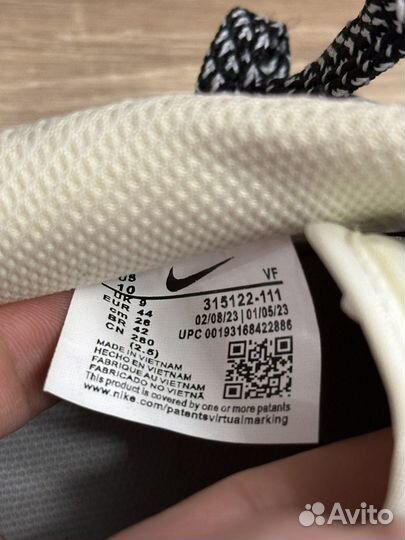 US 10
UK 9
EUR 44
cm 28
BR 42
CN 280
(2.5)
VF
315122-111
02/08/23 | 01/05/23
UPC 00193168422886
MADE IN VIETNAM
HECHO EN VIETNAM
FABRIQUÉ AU VIETNAM
FABRICADO NO VIETNAM
This product is covered by one or more patents
www.nike.com/patentsvirtualmarking
Avito